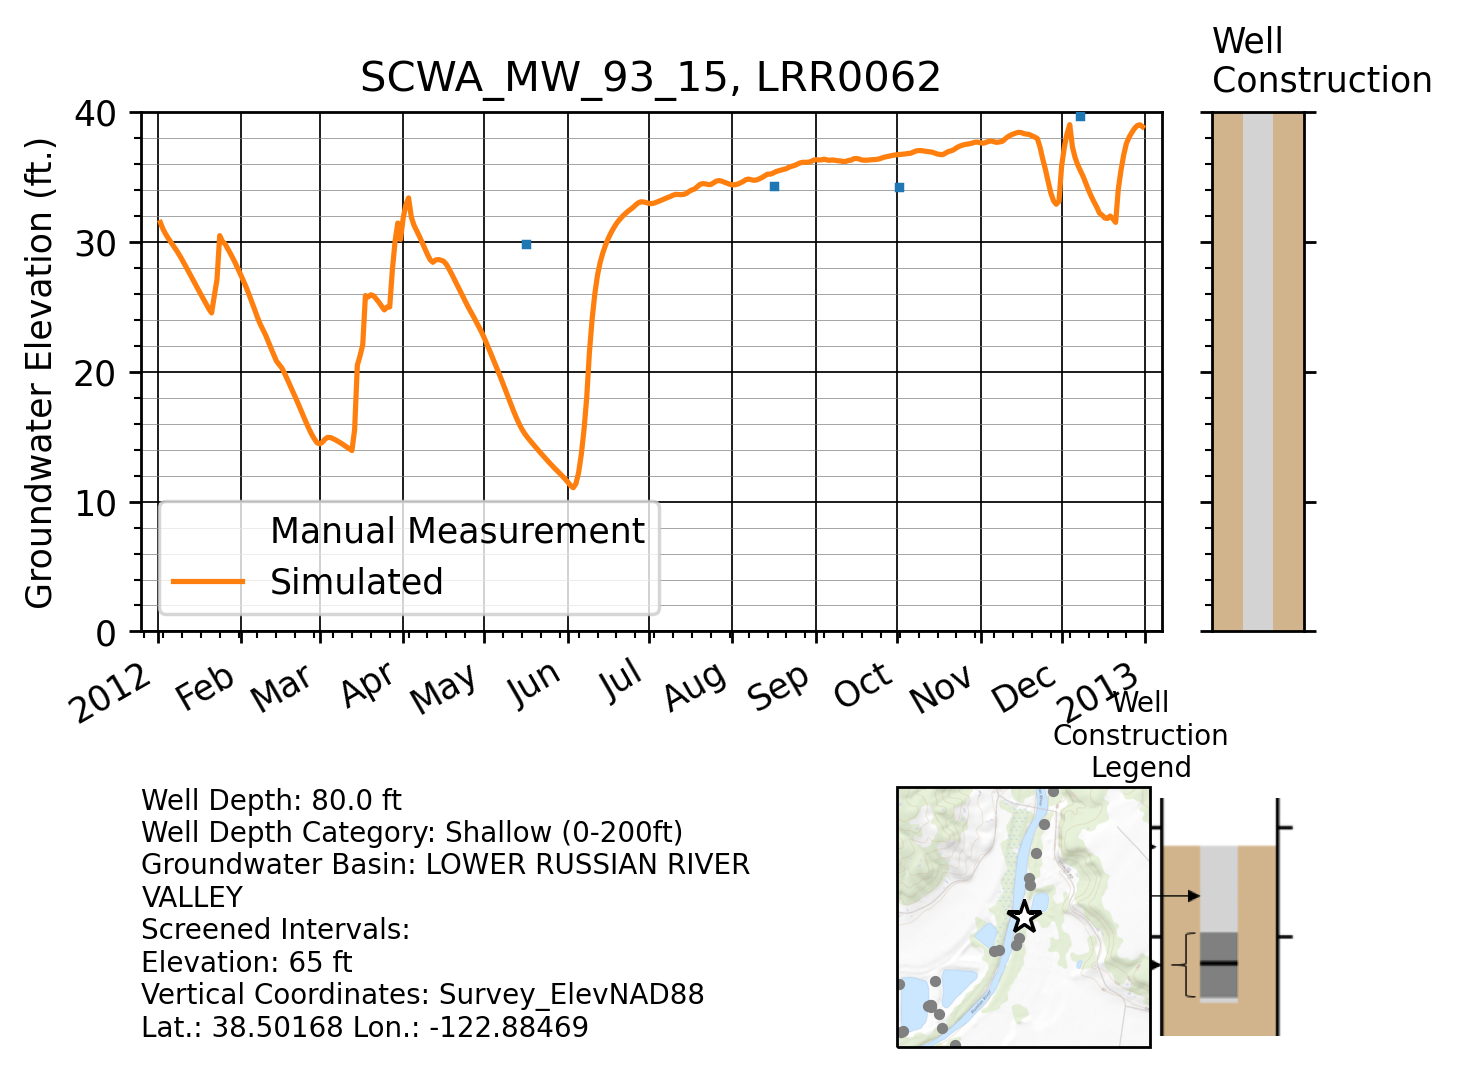 Well
Construction
SCWA_MW_93_15, LRR0062
Groundwater Elevation (ft.)
40
30
20
10
0
Manual Measurement
Simulated
2012
Feb
Mar
Apr
May
Jun
Jul
Aug
Sep
Oct
Nov
Dec
2013
Well
Construction
Legend
Well Depth: 80.0 ft
Well Depth Category: Shallow (0-200ft)
Groundwater Basin: LOWER RUSSIAN RIVER
VALLEY
Screened Intervals:
Elevation: 65 ft
Vertical Coordinates: Survey_ElevNAD88
Lat.: 38.50168 Lon.: -122.88469